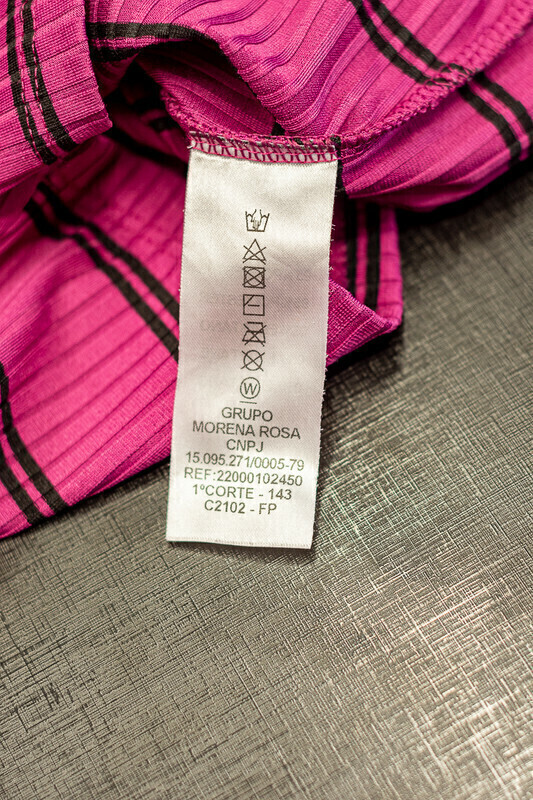 W
GRUPO
MORENA ROSA
CNPJ
15.095.271/0005-79
REF:22000102450
1ºCORTE - 143
C2102 - FP